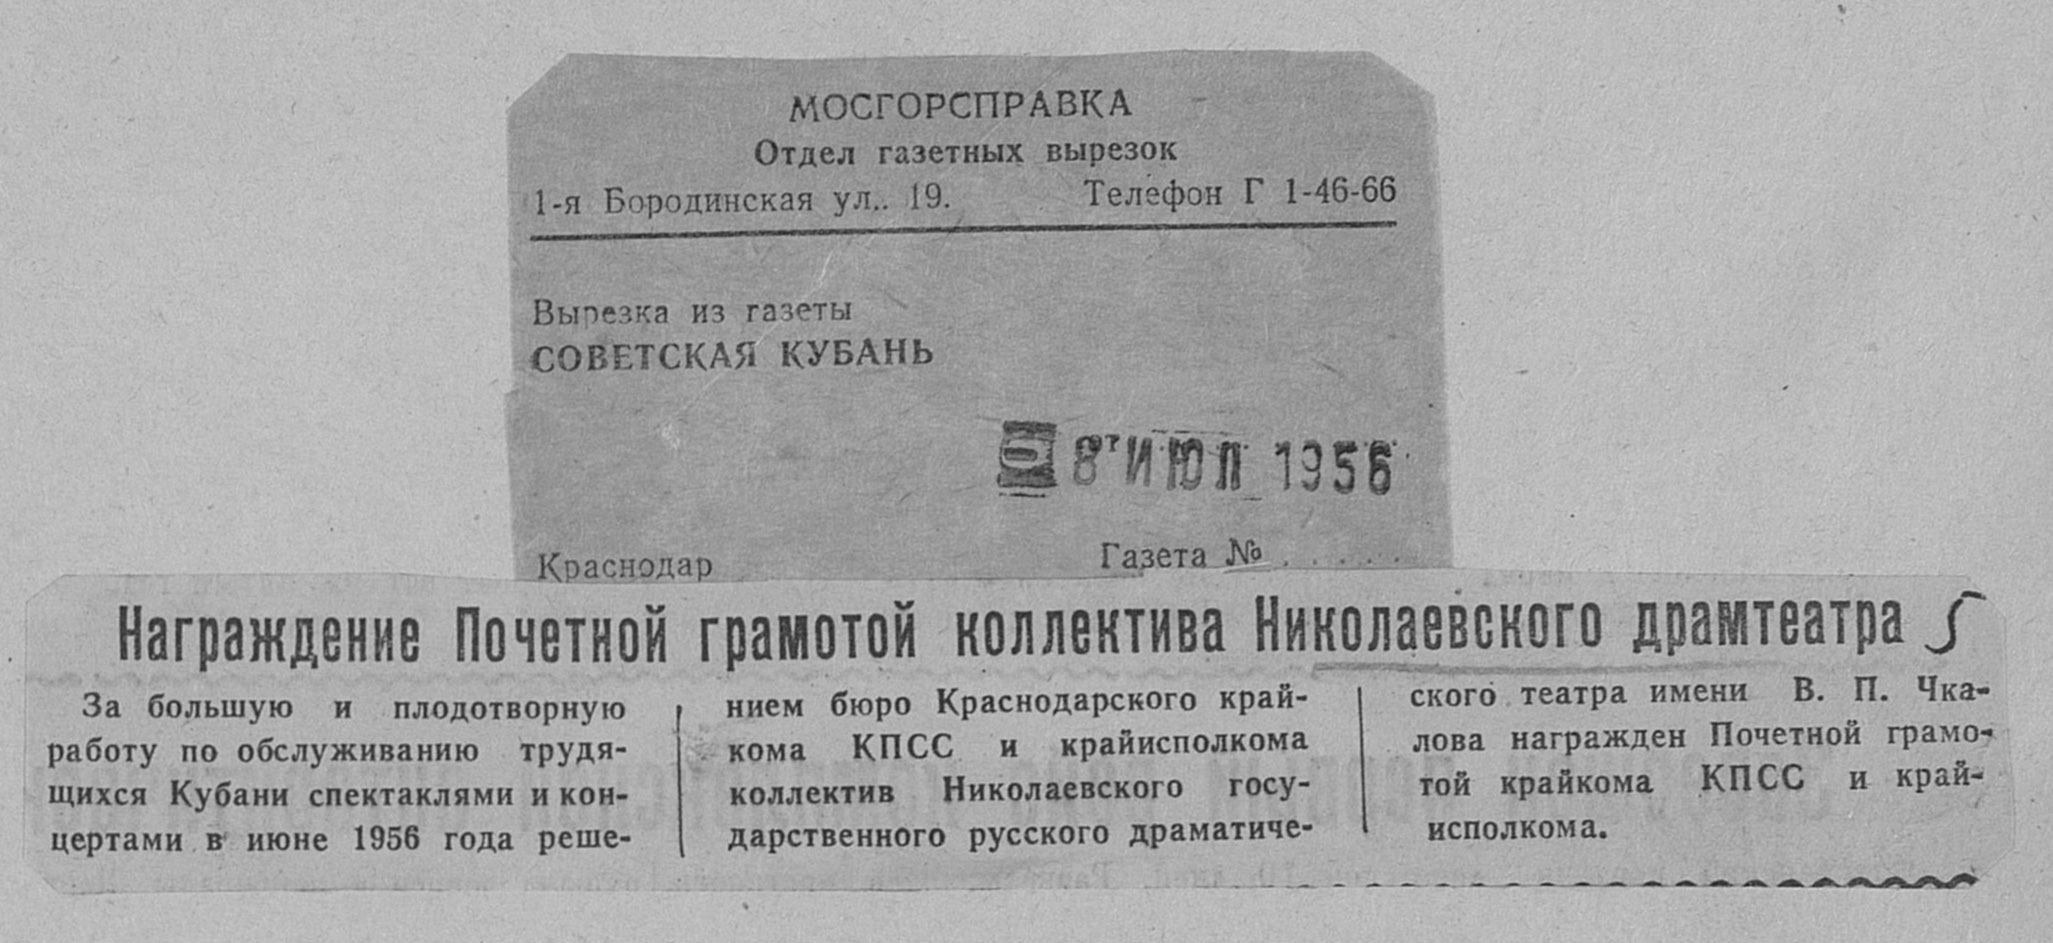 МОСГОРСПРАВКА
Отдел газетных вырезок
1-я Бородинская ул.. 19. Телефон Г 1-46-66
Вырезка из газеты
СОВЕТСКАЯ КУБАНЬ
8 ИЮЛ 1956
Краснодар Газета № . . . . .
Награждение Почетной грамотой коллектива Николаевского драмтеатра
За большую и плодотворную
работу по обслуживанию трудя-
щихся Кубани спектаклями и кон-
цертами в июне 1956 года реше-
нием бюро Краснодарского край-
кома КПСС и крайисполкома
коллектив Николаевского госу-
дарственного русского драматиче-
ского театра имени В. П. Чка-
лова награжден Почетной грамо-
той крайкома КПСС и край-
исполкома.